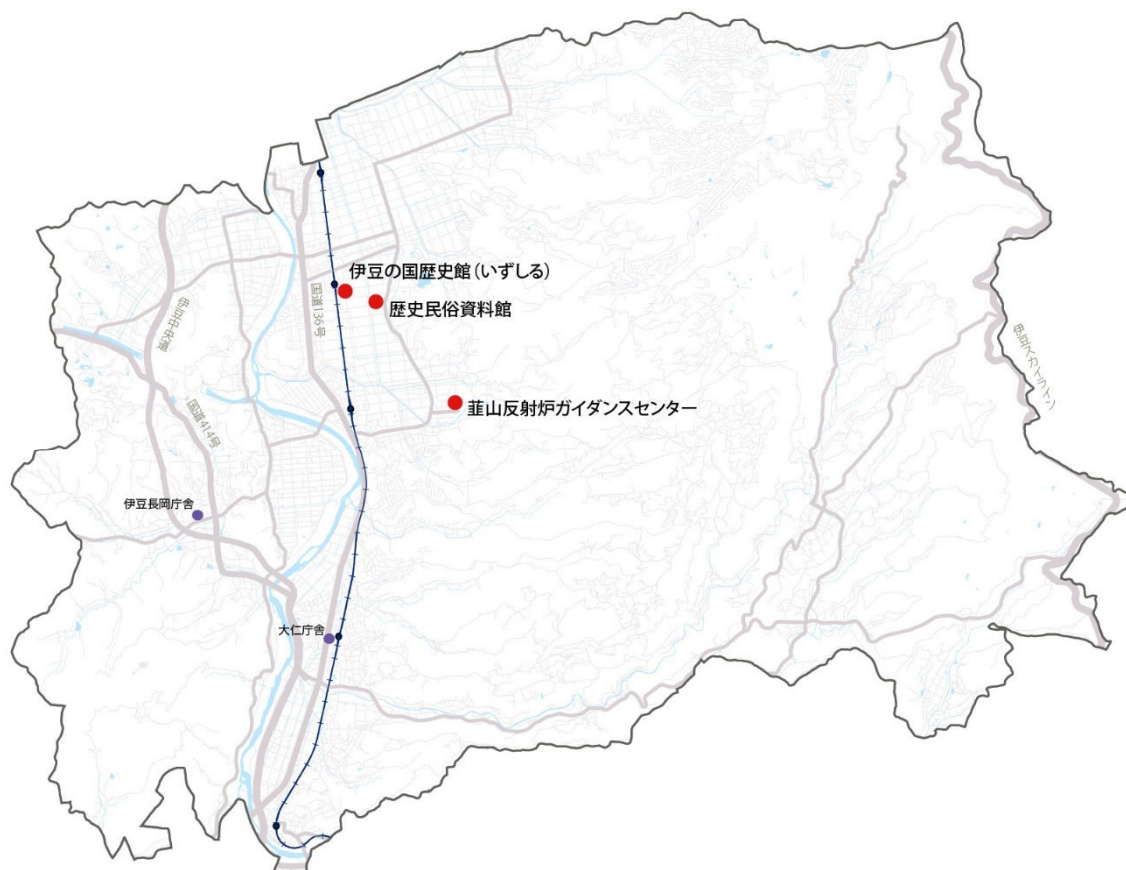 伊豆の国歴史館(いずしる)
歴史民俗資料館
国道136号
伊豆中央道
伊豆スカイライン
韮山反射炉ガイダンスセンター
国道414号
伊豆長岡庁舎
大仁庁舎